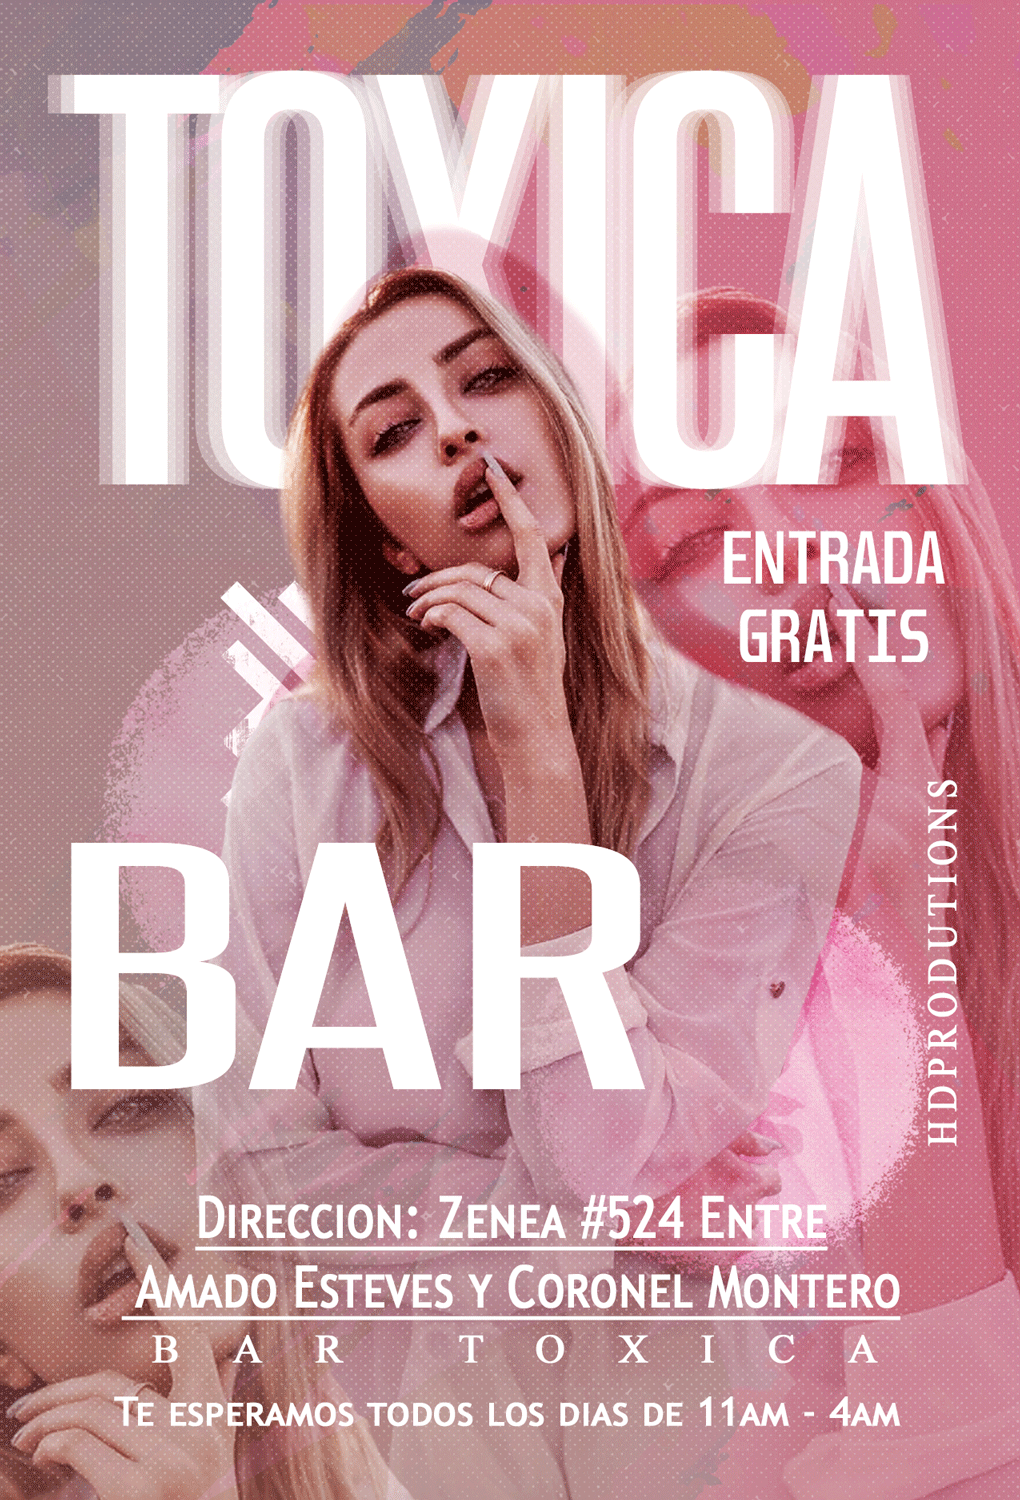 TOXICA
ENTRADA
GRATIS
BAR
HDPRODUTIONS
DIRECCION: ZENEA #524 ENTRE
AMADO ESTEVES Y CORONEL MONTERO
BAR TOXICA
TE ESPERAMOS TODOS LOS DIAS DE 11AM - 4AM